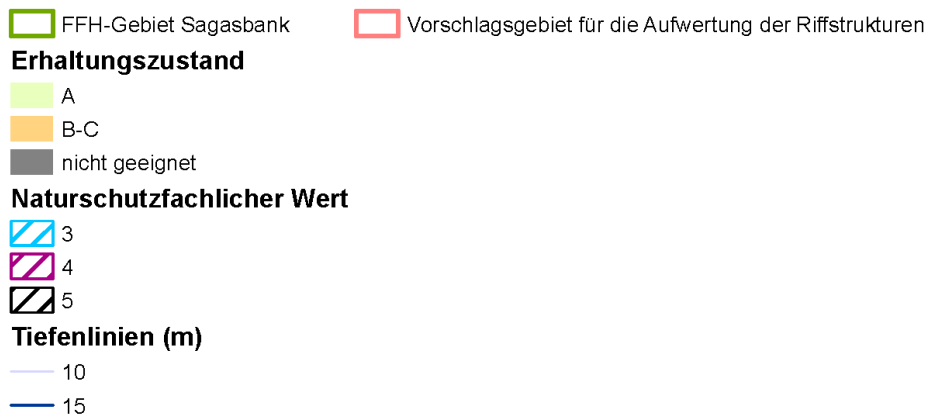 FFH-Gebiet Sagasbank Vorschlagsgebiet für die Aufwertung der Riffstrukturen
Erhaltungszustand
A
B-C
nicht geeignet
Naturschutzfachlicher Wert
3
4
5
Tiefenlinien (m)
10
15